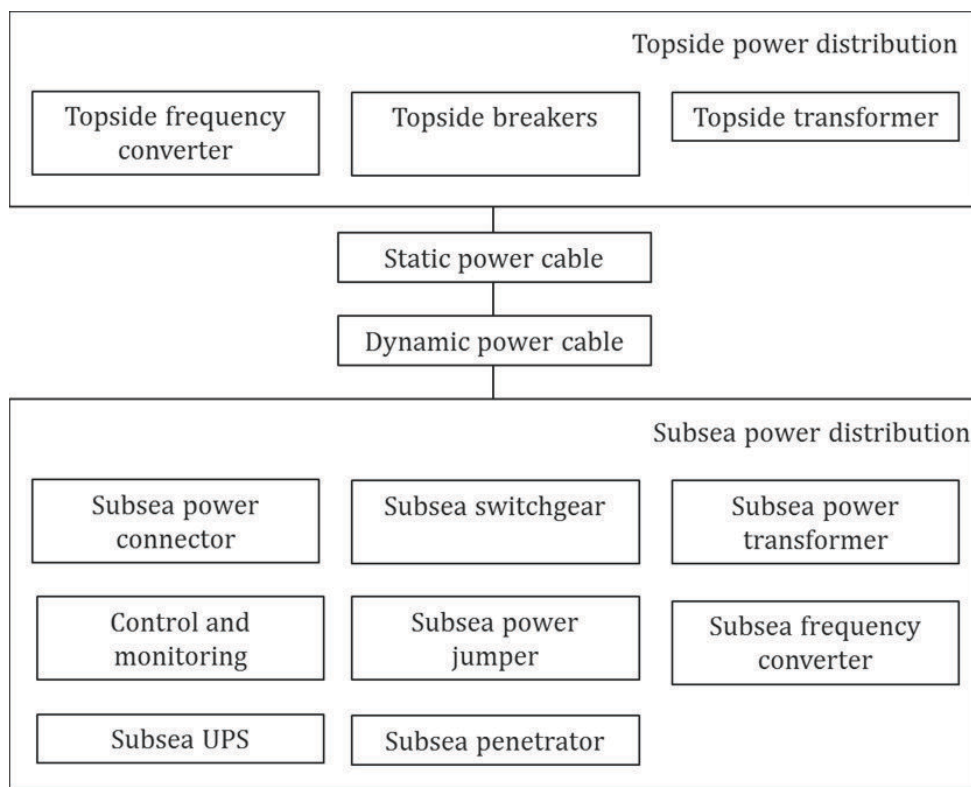 Topside power distribution
Topside frequency
converter
Topside breakers
Topside transformer
Static power cable
Dynamic power cable
Subsea power distribution
Subsea power
connector
Subsea switchgear
Subsea power
transformer
Control and
monitoring
Subsea power
jumper
Subsea frequency
converter
Subsea UPS
Subsea penetrator